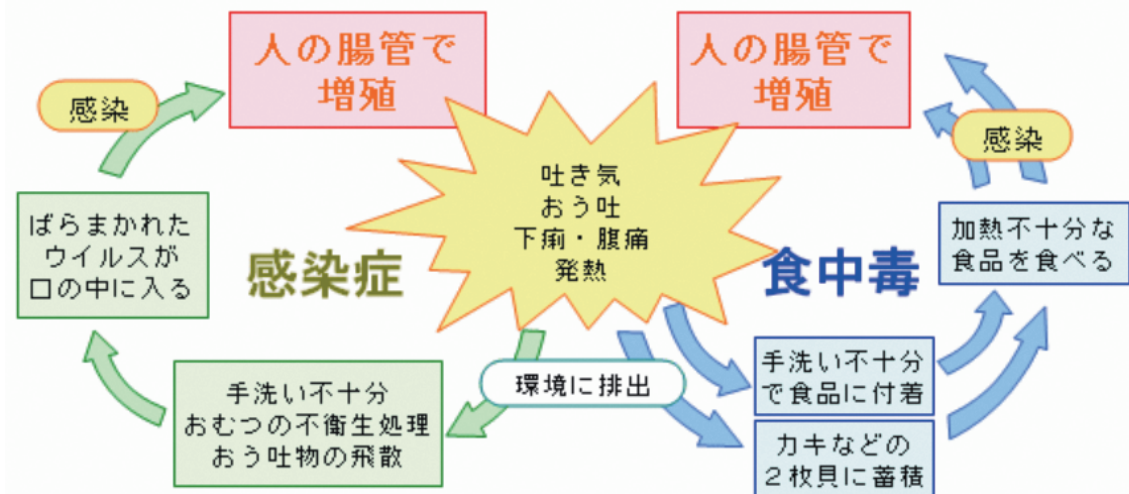 人の腸管で
増殖
人の腸管で
増殖
感染
感染
吐き気
おう吐
下痢・腹痛
発熱
ばらまかれた
ウイルスが
口の中に入る
感染症
食中毒
加熱不十分な
食品を食べる
環境に排出
手洗い不十分
おむつの不衛生処理
おう吐物の飛散
手洗い不十分
で食品に付着
カキなどの
２枚貝に蓄積